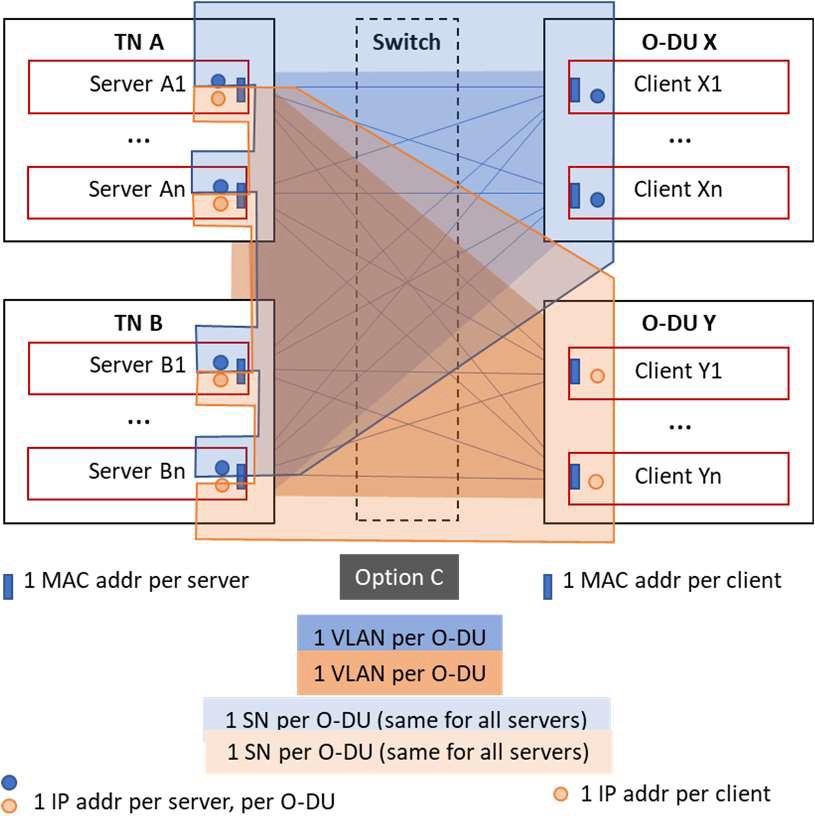 TN A
Switch
O-DU X
Server A1
Client X1
...
...
Server An
Client Xn
TN B
O-DU Y
Server B1
Client Y1
...
...
Server Bn
Client Yn
1 MAC addr per server
Option C
1 MAC addr per client
1 VLAN per O-DU
1 VLAN per O-DU
1 SN per O-DU (same for all servers)
1 SN per O-DU (same for all servers)
1 IP addr per server, per O-DU
1 IP addr per client